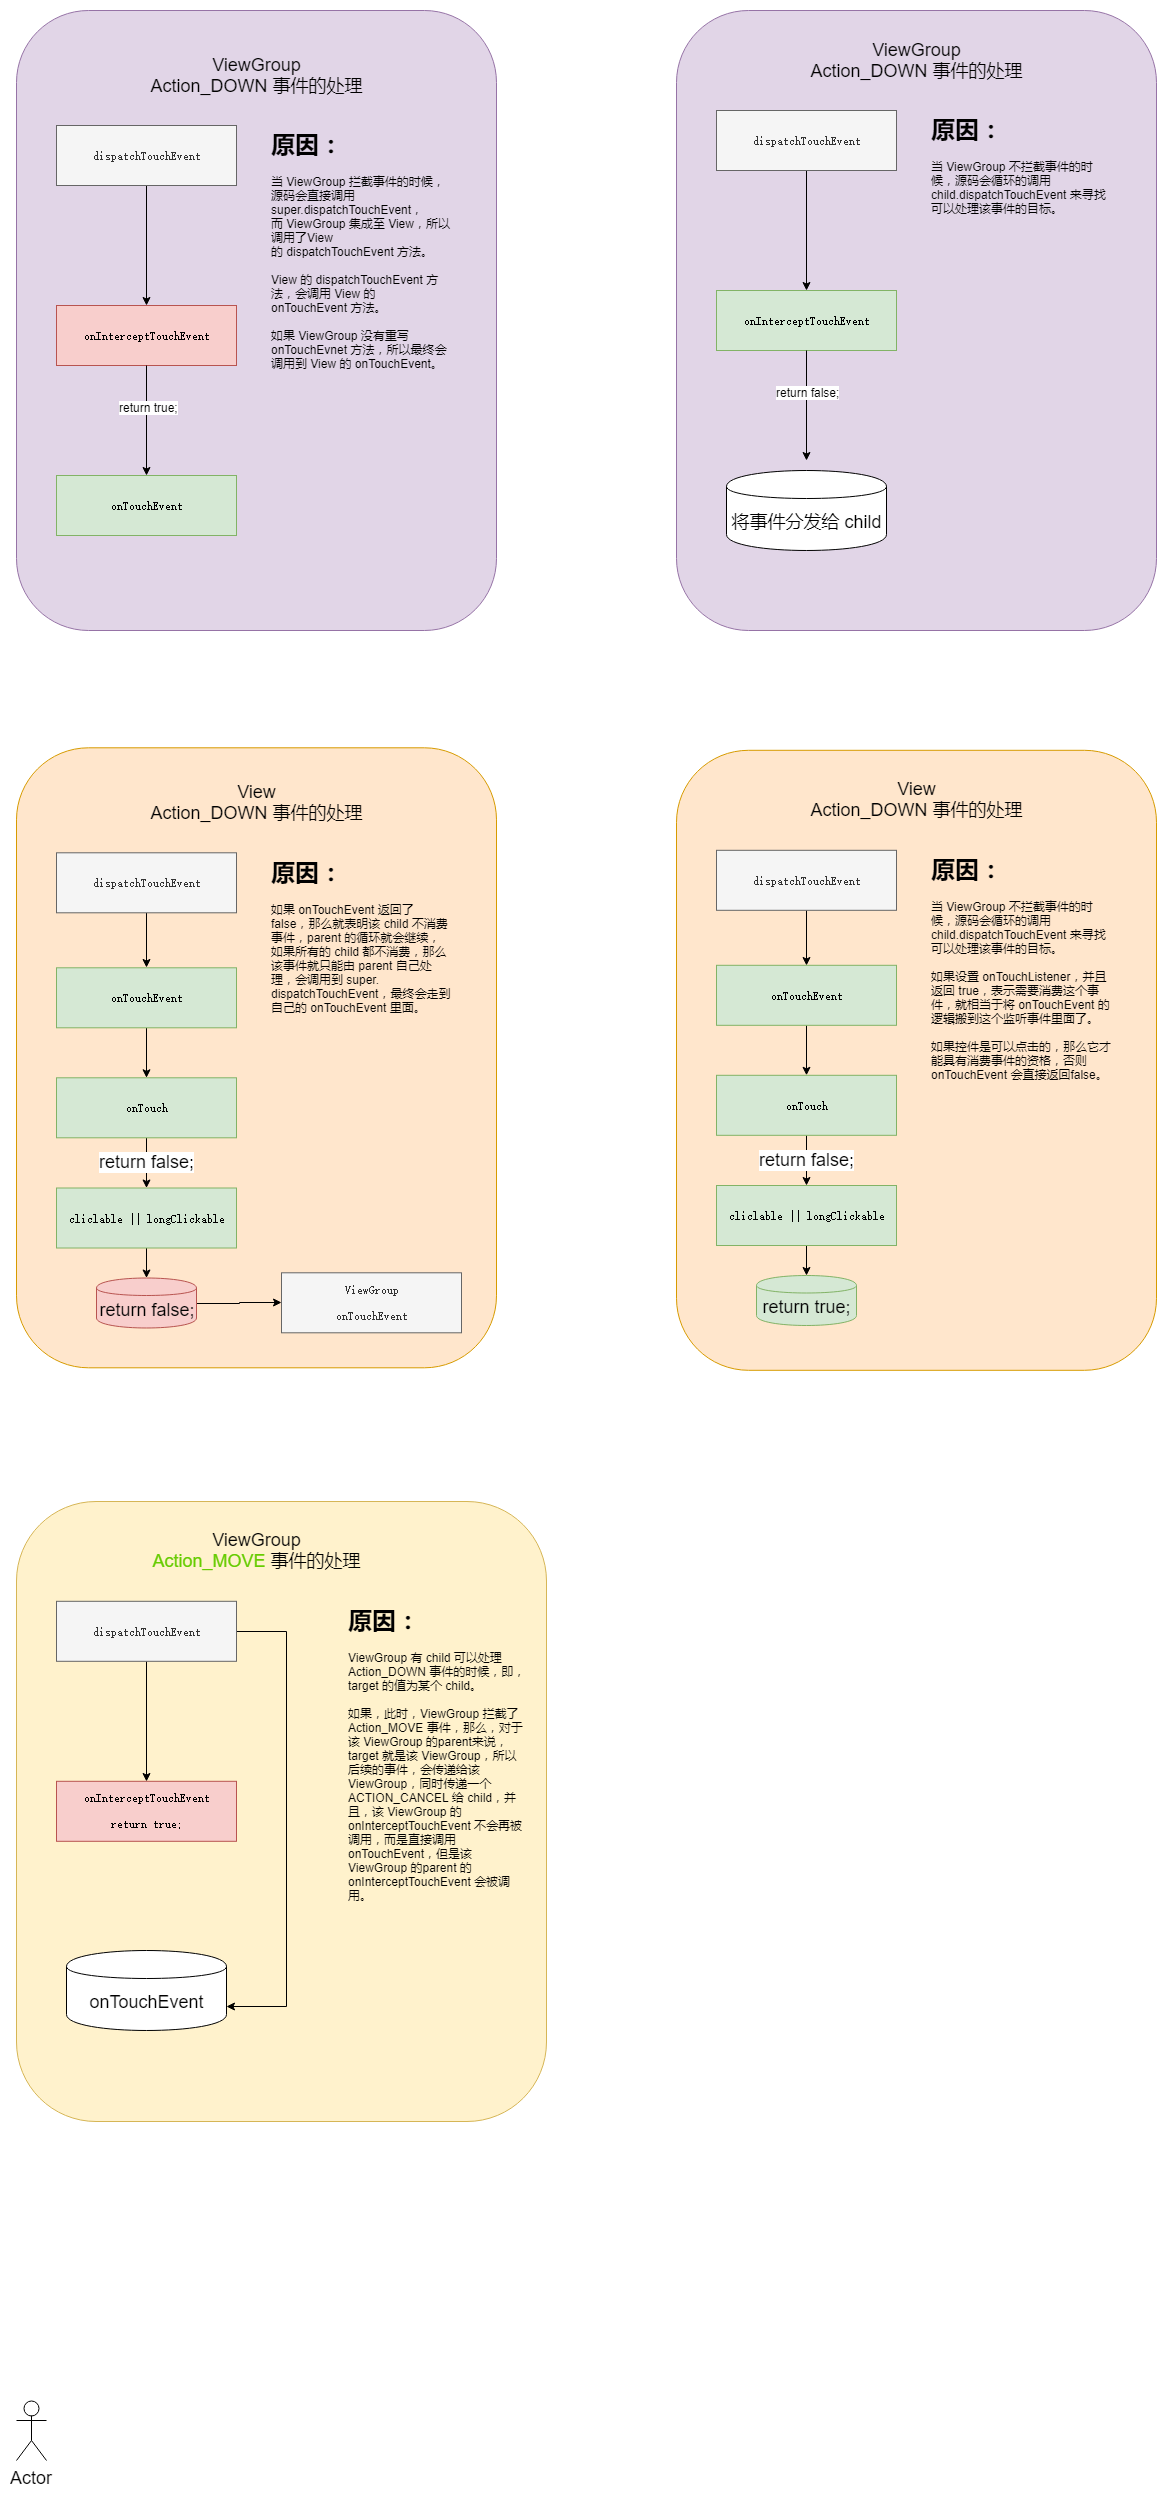 ViewGroup
Action_DOWN 事件的处理
dispatchTouchEvent
onInterceptTouchEvent
return true;
onTouchEvent
原因：
当 ViewGroup 拦截事件的时候，
源码会直接调用
super.dispatchTouchEvent，
而 ViewGroup 集成至 View，所以
调用了View
的 dispatchTouchEvent 方法。
View 的 dispatchTouchEvent 方
法，会调用 View 的
onTouchEvent 方法。
如果 ViewGroup 没有重写
onTouchEvnet 方法，所以最终会
调用到 View 的 onTouchEvent。
ViewGroup
Action_DOWN 事件的处理
dispatchTouchEvent
onInterceptTouchEvent
return false;
将事件分发给 child
原因：
当 ViewGroup 不拦截事件的时
候，源码会循环的调用
child.dispatchTouchEvent 来寻找
可以处理该事件的目标。
View
Action_DOWN 事件的处理
dispatchTouchEvent
onTouchEvent
onTouch
return false;
cliclable || longClickable
return false;
ViewGroup
onTouchEvent
原因：
如果 onTouchEvent 返回了
false，那么就表明该 child 不消费
事件，parent 的循环就会继续，
如果所有的 child 都不消费，那么
该事件就只能由 parent 自己处
理，会调用到 super.
dispatchTouchEvent，最终会走到
自己的 onTouchEvent 里面。
View
Action_DOWN 事件的处理
dispatchTouchEvent
onTouchEvent
onTouch
return false;
cliclable || longClickable
return true;
原因：
当 ViewGroup 不拦截事件的时
候，源码会循环的调用
child.dispatchTouchEvent 来寻找
可以处理该事件的目标。
如果设置 onTouchListener，并且
返回 true，表示需要消费这个事
件，就相当于将 onTouchEvent 的
逻辑搬到这个监听事件里面了。
如果控件是可以点击的，那么它才
能具有消费事件的资格，否则
onTouchEvent 会直接返回false。
ViewGroup
Action_MOVE 事件的处理
dispatchTouchEvent
onInterceptTouchEvent
return true;
onTouchEvent
原因：
ViewGroup 有 child 可以处理
Action_DOWN 事件的时候，即，
target 的值为某个 child。
如果，此时，ViewGroup 拦截了
Action_MOVE 事件，那么，对于
该 ViewGroup 的parent来说，
target 就是该 ViewGroup，所以
后续的事件，会传递给该
ViewGroup，同时传递一个
ACTION_CANCEL 给 child，并
且，该 ViewGroup 的
onInterceptTouchEvent 不会再被
调用，而是直接调用
onTouchEvent，但是该
ViewGroup 的parent 的
onInterceptTouchEvent 会被调
用。
Actor